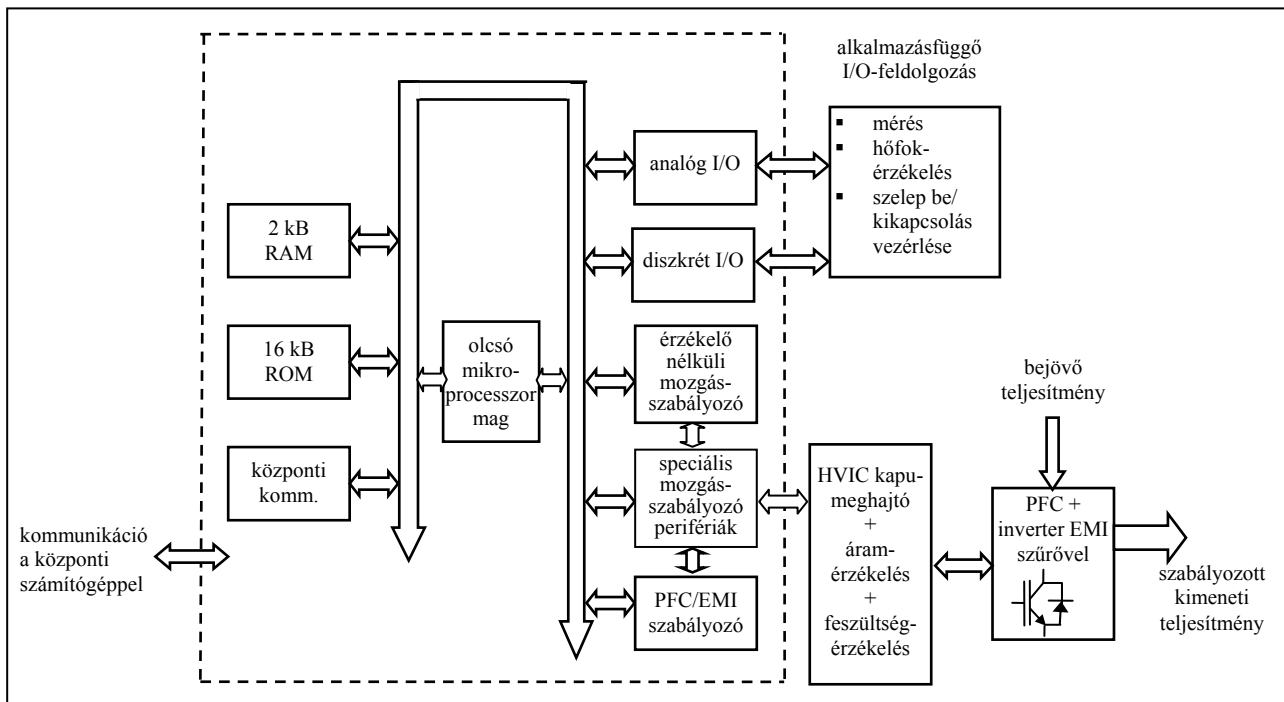 alkalmazásfüggő
I/O-feldolgozás
▪ mérés
▪ hőfok-
érzékelés
▪ szelep be/
kikapcsolás
vezérlése
analóg I/O
diszkrét I/O
2 kB
RAM
16 kB
ROM
központi
komm.
olcsó
mikro-
processzor
mag
érzékelő
nélküli
mozgás-
szabályozó
speciális
mozgás-
szabályozó
perifériák
PFC/EMI
szabályozó
kommunikáció
a központi
számítógéppel
HVIC kapu-
meghajtó
+
áram-
érzékelés
+
feszültség-
érzékelés
bejövő
teljesítmény
PFC +
inverter EMI
szűrővel
szabályozott
kimeneti
teljesítmény